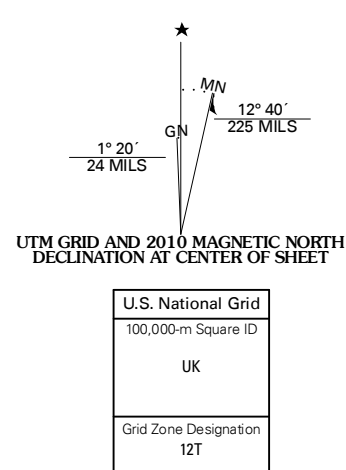 ★
MN
GN
12° 40´
225 MILS
1° 20´
24 MILS
UTM GRID AND 2010 MAGNETIC NORTH
DECLINATION AT CENTER OF SHEET
U.S. National Grid
100,000-m Square ID
UK
Grid Zone Designation
12T